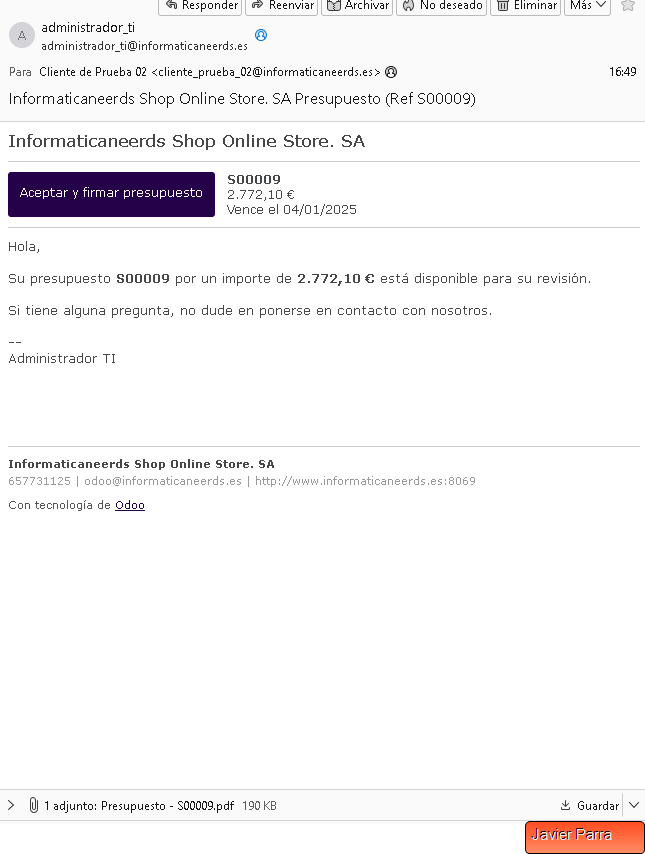 Responder Reenviar Archivar No deseado Eliminar Más
A administrador_ti
administrador_ti@informaticaneerds.es
Para Cliente de Prueba 02 <cliente_prueba_02@informaticaneerds.es> 16:49
Informaticaneerds Shop Online Store. SA Presupuesto (Ref S00009)
Informaticaneerds Shop Online Store. SA
Aceptar y firmar presupuesto
S00009
2.772,10 €
Vence el 04/01/2025
Hola,
Su presupuesto S00009 por un importe de 2.772,10 € está disponible para su revisión.
Si tiene alguna pregunta, no dude en ponerse en contacto con nosotros.
--
Administrador TI
Informaticaneerds Shop Online Store. SA
657731125 | odoo@informaticaneerds.es | http://www.informaticaneerds.es:8069
Con tecnología de Odoo
1 adjunto: Presupuesto - S00009.pdf 190 KB Guardar
Javier Parra